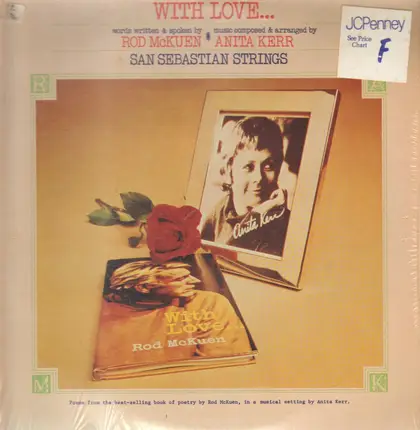 WITH LOVE...
words written & spoken by
ROD McKUEN
&
music composed & arranged by
ANITA KERR
SAN SEBASTIAN STRINGS
JCPenney
See Price
Chart
F
R
Anita Kerr
With
Love
Rod McKuen
M
K
Poems from the best-selling book of poetry by Rod McKuen, in a musical setting by Anita Kerr.